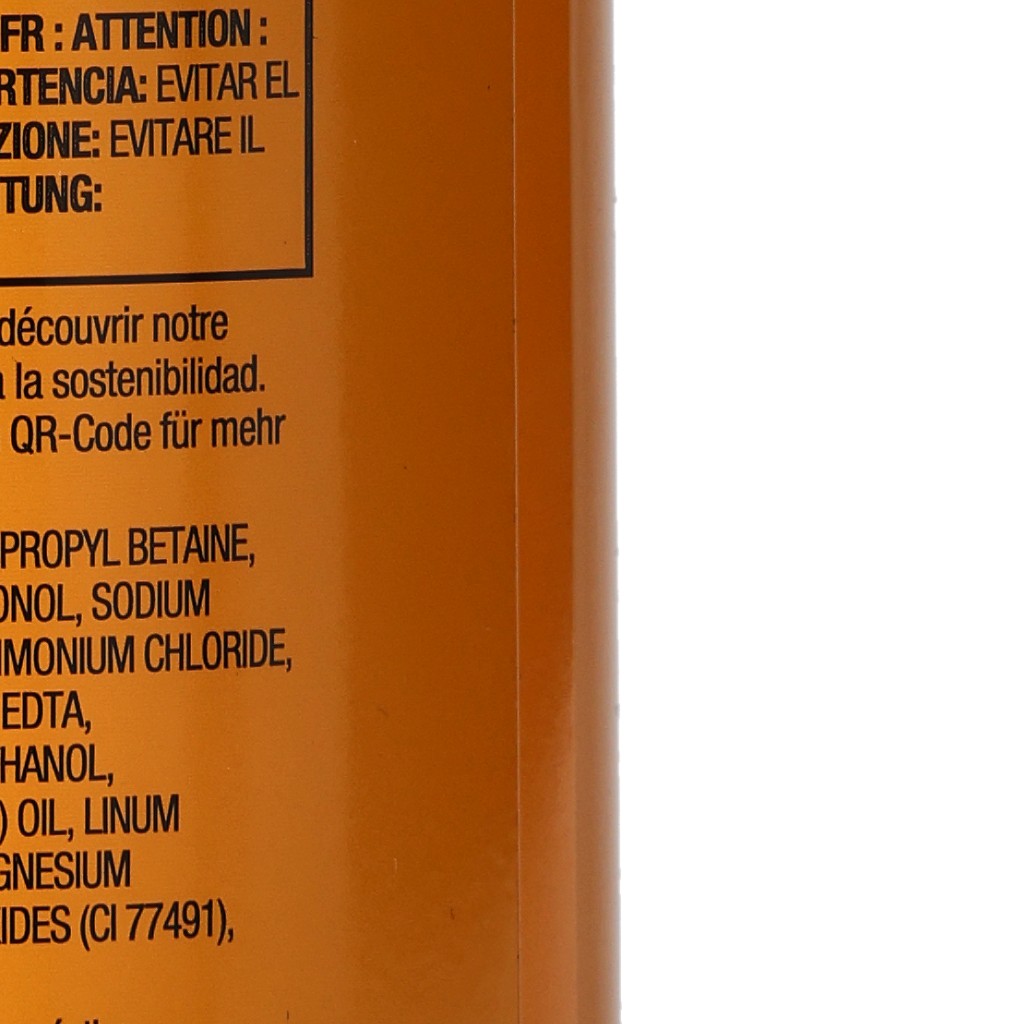 FR : ATTENTION :
RTENCIA: EVITAR EL
ZIONE: EVITARE IL
TUNG:
découvrir notre
a la sostenibilidad.
QR-Code für mehr
PROPYL BETAINE,
ONOL, SODIUM
MMONIUM CHLORIDE,
EDTA,
HANOL,
) OIL, LINUM
GNESIUM
IDES (CI 77491),